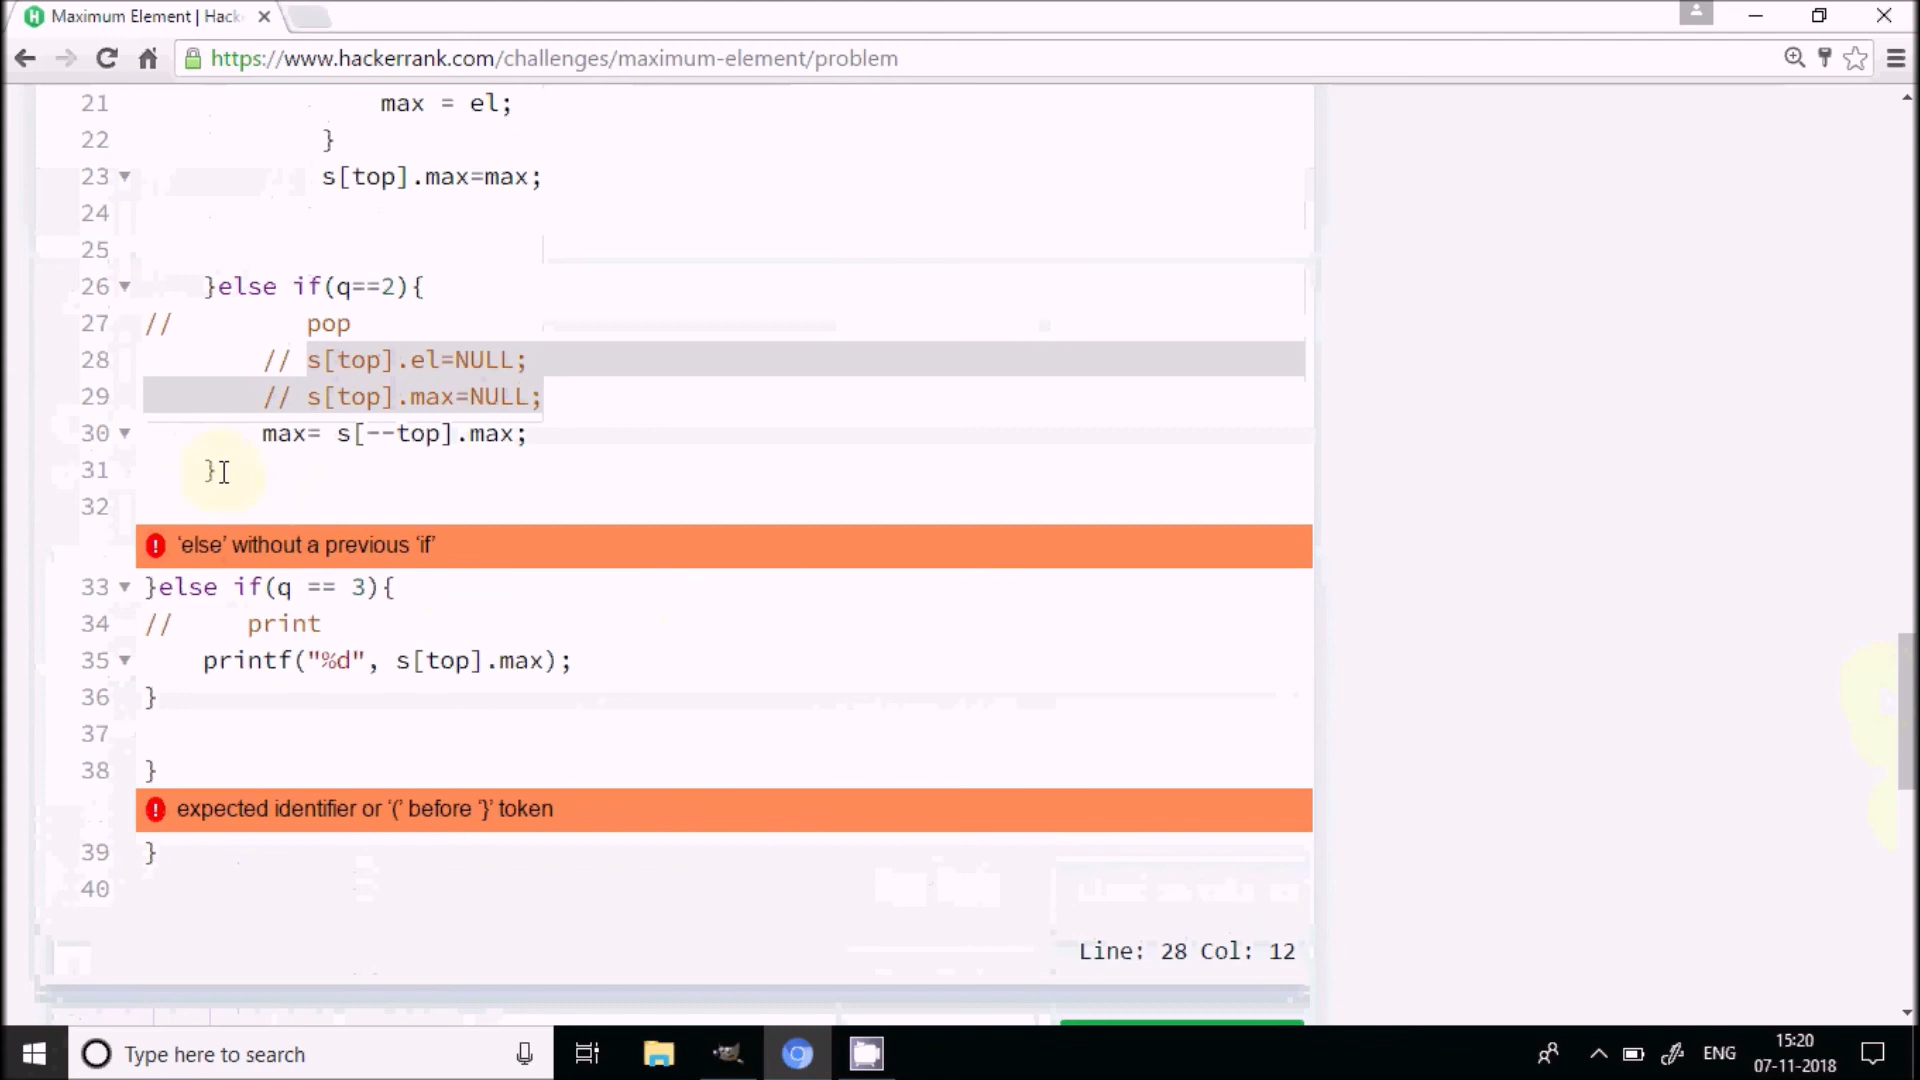 Maximum Element | Hack
https://www.hackerrank.com/challenges/maximum-element/problem
21 max = el;
22 }
23 s[top].max=max;
24
25
26 }else if(q==2){
27 // pop
28 // s[top].el=NULL;
29 // s[top].max=NULL;
30 max= s[--top].max;
31 }
32
! ‘else’ without a previous ‘if’
33 }else if(q == 3){
34 // print
35 printf("%d", s[top].max);
36 }
37
38 }
! expected identifier or ‘(’ before ‘}’ token
39 }
40
Line: 28 Col: 12
Type here to search
ENG
15:20
07-11-2018